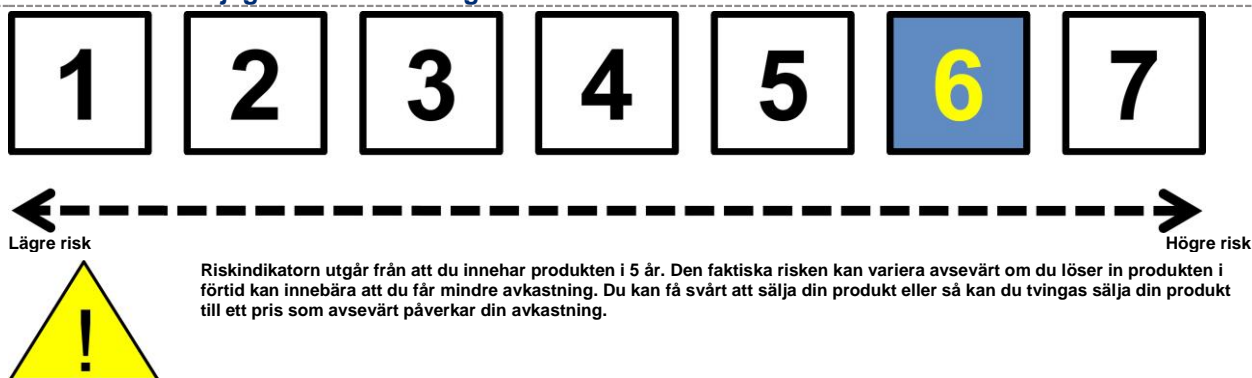 1 2 3 4 5 6 7
Lägre risk Högre risk
Riskindikatorn utgår från att du innehar produkten i 5 år. Den faktiska risken kan variera avsevärt om du löser in produkten i
förtid kan innebära att du får mindre avkastning. Du kan få svårt att sälja din produkt eller så kan du tvingas sälja din produkt
till ett pris som avsevärt påverkar din avkastning.
!